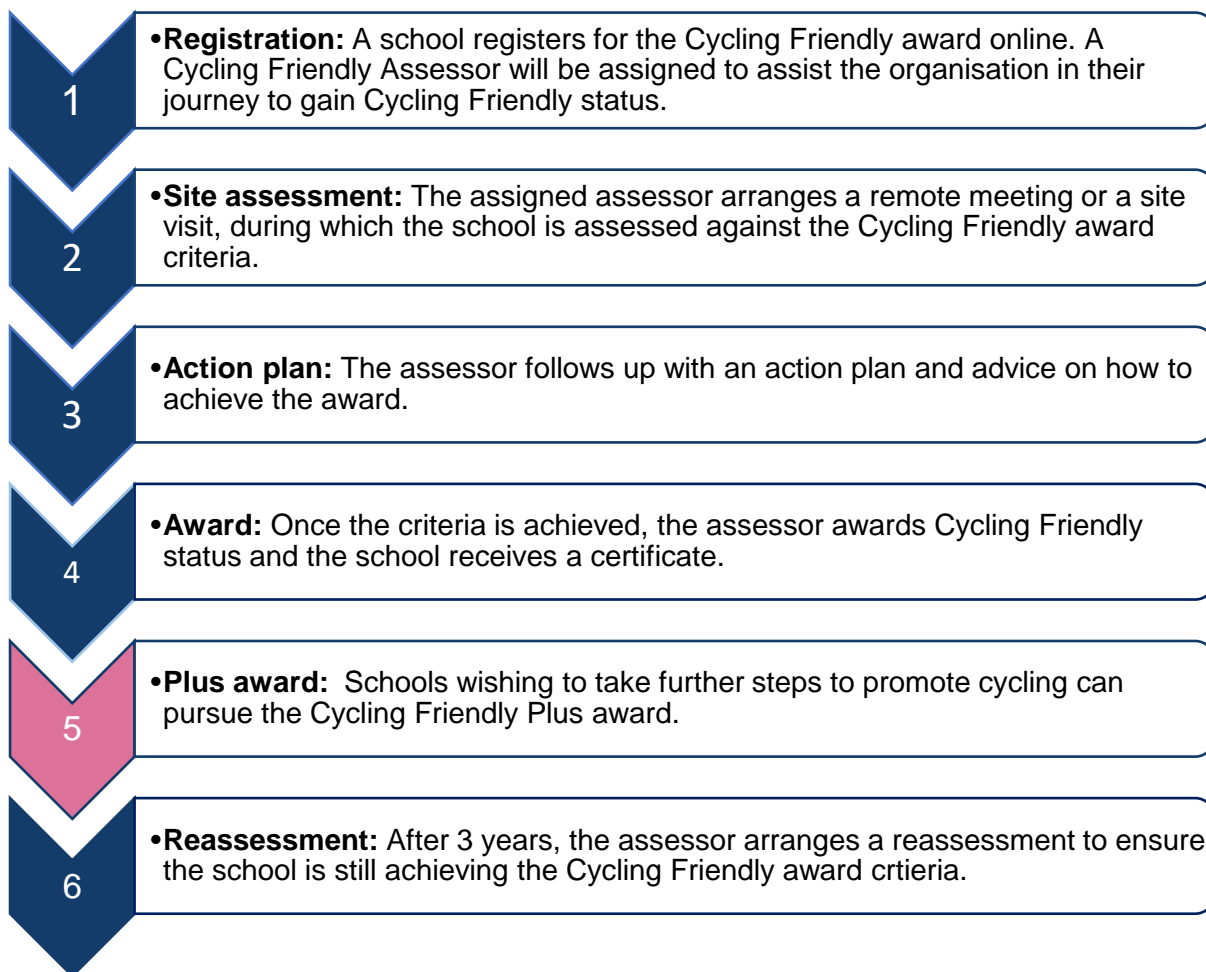 1
•Registration: A school registers for the Cycling Friendly award online. A
Cycling Friendly Assessor will be assigned to assist the organisation in their
journey to gain Cycling Friendly status.
2
•Site assessment: The assigned assessor arranges a remote meeting or a site
visit, during which the school is assessed against the Cycling Friendly award
criteria.
3
•Action plan: The assessor follows up with an action plan and advice on how to
achieve the award.
4
•Award: Once the criteria is achieved, the assessor awards Cycling Friendly
status and the school receives a certificate.
5
•Plus award:  Schools wishing to take further steps to promote cycling can
pursue the Cycling Friendly Plus award.
6
•Reassessment: After 3 years, the assessor arranges a reassessment to ensure
the school is still achieving the Cycling Friendly award crtieria.